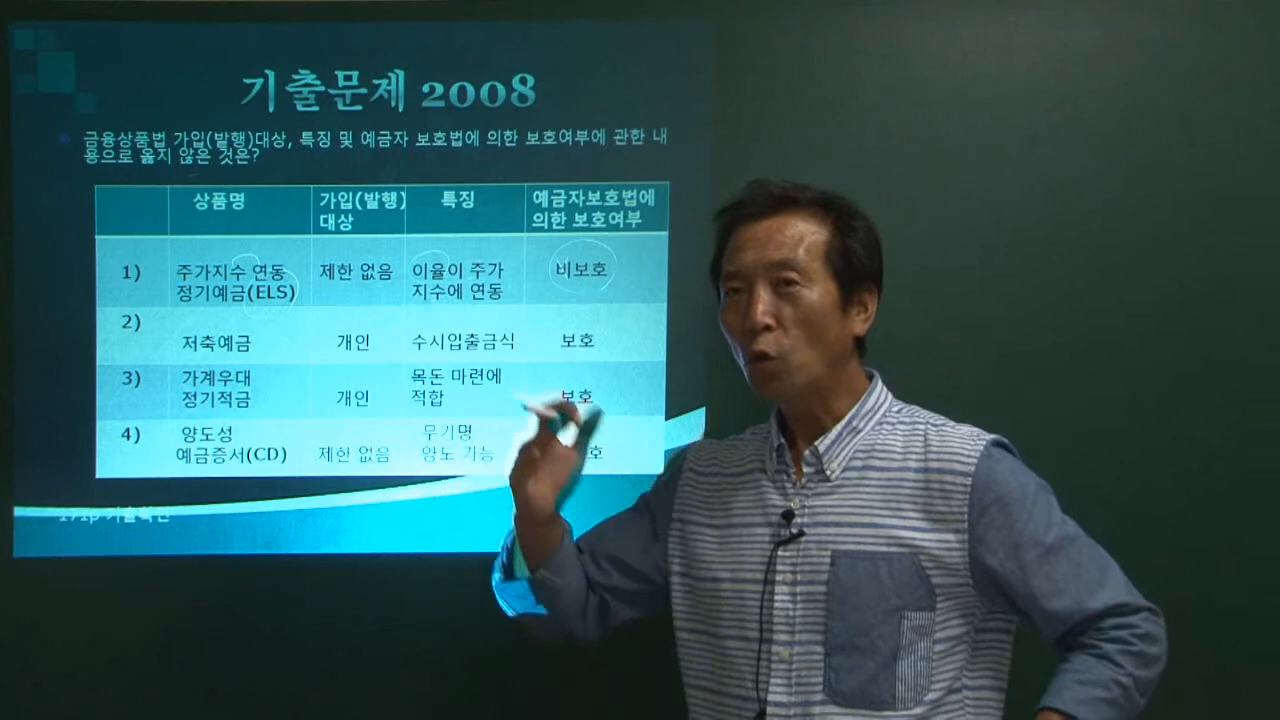 기출문제 2008
금융상품법 가입(발행)대상, 특징 및 예금자 보호법에 의한 보호여부에 관한 내
용으로 옳지 않은 것은?
상품명
가입(발행)
대상
특징
예금자보호법에
의한 보호여부
1)
주가지수 연동
정기예금(ELS)
제한 없음
이율이 주가
지수에 연동
비보호
2)
저축예금
개인
수시입출금식
보호
3)
가계우대
정기적금
개인
목돈 마련에
적합
보호
4)
양도성
예금증서(CD)
제한 없음
무기명
양도 가능
호